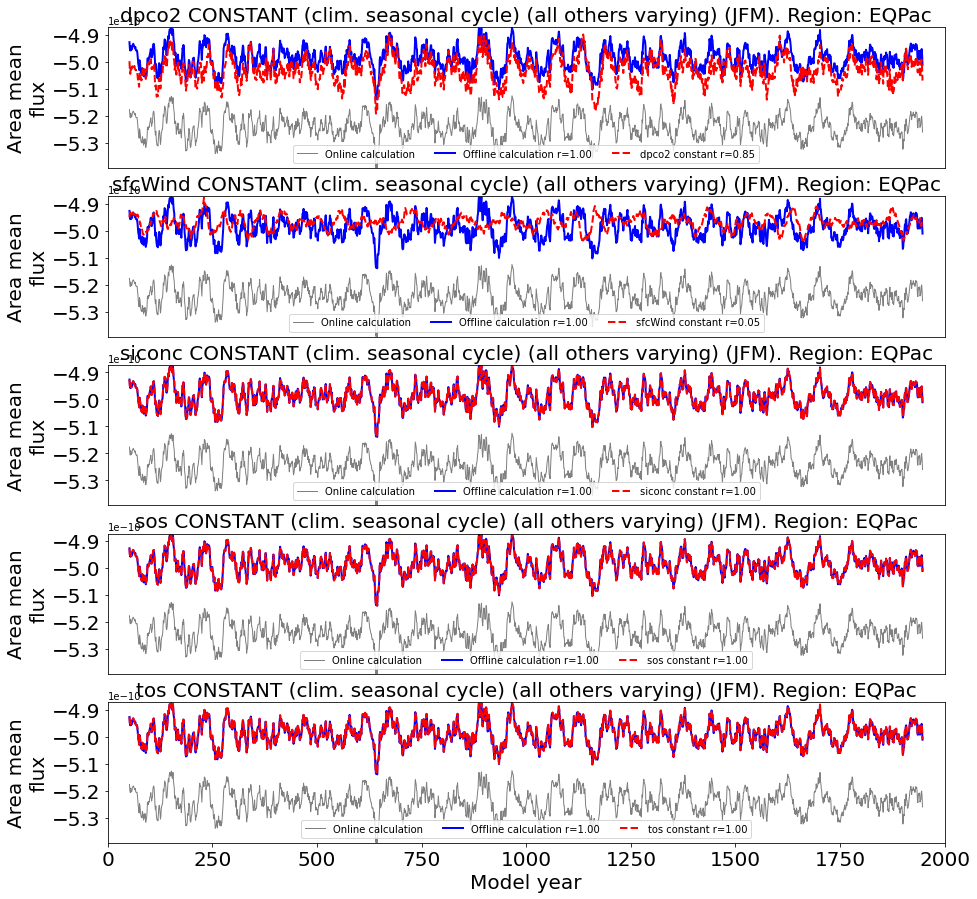 dpco2 CONSTANT (clim. seasonal cycle) (all others varying) (JFM). Region: EQPac
1e−10
−4.9
−5.0
−5.1
−5.2
−5.3
Area mean
flux
Online calculation
Offline calculation r=1.00
dpco2 constant r=0.85
sfcWind CONSTANT (clim. seasonal cycle) (all others varying) (JFM). Region: EQPac
1e−10
−4.9
−5.0
−5.1
−5.2
−5.3
Area mean
flux
Online calculation
Offline calculation r=1.00
sfcWind constant r=0.05
siconc CONSTANT (clim. seasonal cycle) (all others varying) (JFM). Region: EQPac
1e−10
−4.9
−5.0
−5.1
−5.2
−5.3
Area mean
flux
Online calculation
Offline calculation r=1.00
siconc constant r=1.00
sos CONSTANT (clim. seasonal cycle) (all others varying) (JFM). Region: EQPac
1e−10
−4.9
−5.0
−5.1
−5.2
−5.3
Area mean
flux
Online calculation
Offline calculation r=1.00
sos constant r=1.00
tos CONSTANT (clim. seasonal cycle) (all others varying) (JFM). Region: EQPac
1e−10
−4.9
−5.0
−5.1
−5.2
−5.3
Area mean
flux
Online calculation
Offline calculation r=1.00
tos constant r=1.00
0 250 500 750 1000 1250 1500 1750 2000
Model year